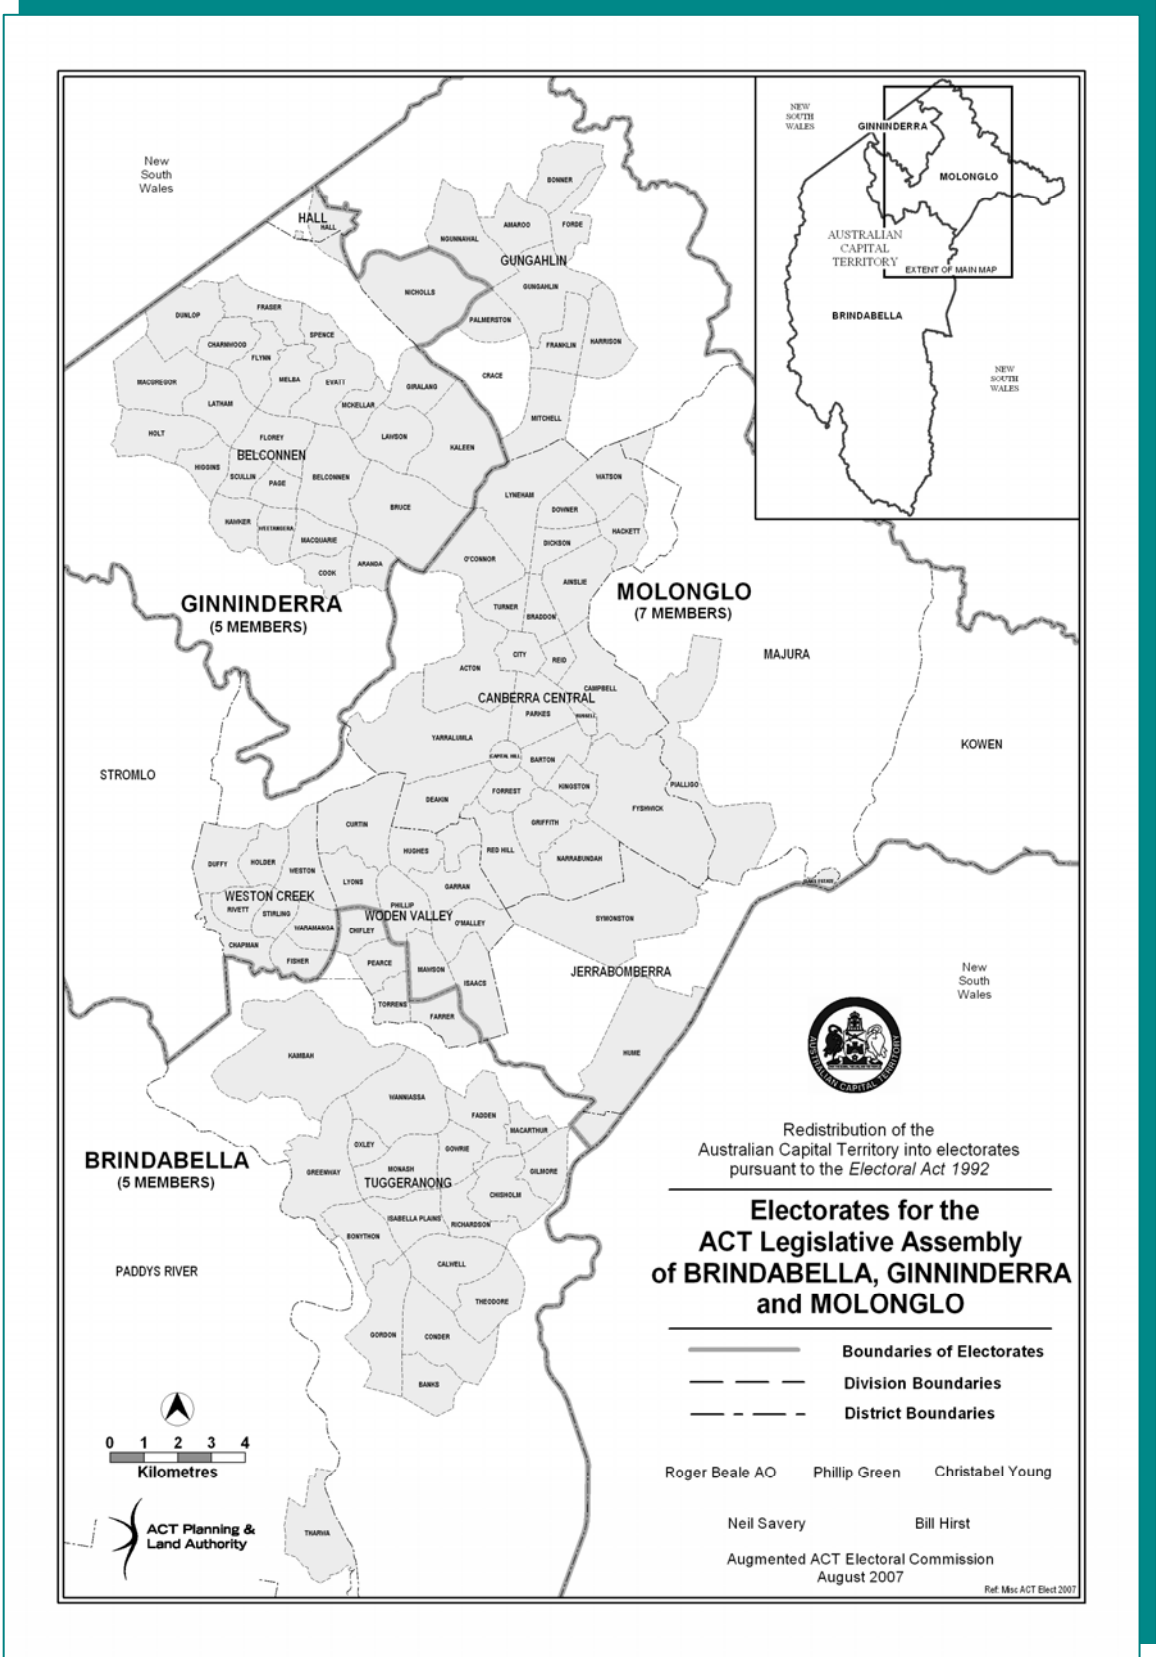 New
South
Wales
NEW
SOUTH
WALES
GINNINDERRA
MOLONGLO
AUSTRALIAN
CAPITAL
TERRITORY
EXTENT OF MAIN MAP
BRINDABELLA
NEW
SOUTH
WALES
HALL
HALL
BONNER
AMAROO
FORDE
NGUNNAHAL
GUNGAHLIN
GUNGAHLIN
NICHOLLS
PALMERSTON
FRANKLIN
HARRISON
CRACE
MITCHELL
DUNLOP
FRASER
SPENCE
CHARNWOOD
FLYNN
MACGREGOR
MELBA
EVATT
GIRALANG
LATHAM
MCKELLAR
HOLT
FLOREY
LAWSON
KALEEN
BELCONNEN
HIGGINS
SCULLIN
PAGE
BELCONNEN
BRUCE
HAWKER
WEETANGERA
MACQUARIE
COOK
ARANDA
LYNEHAM
WATSON
DOWNER
HACKETT
DICKSON
O'CONNOR
AINSLIE
TURNER
BRADDON
GINNINDERRA
(5 MEMBERS)
MOLONGLO
(7 MEMBERS)
MAJURA
CITY
REID
ACTON
CAMPBELL
CANBERRA CENTRAL
PARKES
RUSSELL
YARRALUMLA
CAPITAL HILL
BARTON
KOWEN
STROMLO
DEAKIN
FORREST
KINGSTON
PIALLIGO
FYSHWICK
GRIFFITH
CURTIN
HUGHES
RED HILL
NARRABUNDAH
DUFFY
HOLDER
WESTON
LYONS
GARRAN
WESTON CREEK
RIVETT
STIRLING
PHILLIP
WODEN VALLEY
O'MALLEY
SYMONSTON
WARAMANGA
CHIFLEY
CHAPMAN
FISHER
PEARCE
MAWSON
ISAACS
JERRABOMBERRA
TORRENS
FARRER
New
South
Wales
AUSTRALIAN CAPITAL TERRITORY
HUME
KAMBAH
WANNIASSA
FADDEN
MACARTHUR
OXLEY
GOWRIE
BRINDABELLA
(5 MEMBERS)
GREENWAY
MONASH
GILMORE
TUGGERANONG
CHISHOLM
ISABELLA PLAINS
RICHARDSON
BONYTHON
CALWELL
PADDYS RIVER
THEODORE
GORDON
CONDER
BANKS
THARWA
Redistribution of the
Australian Capital Territory into electorates
pursuant to the Electoral Act 1992
Electorates for the
ACT Legislative Assembly
of BRINDABELLA, GINNINDERRA
and MOLONGLO
Boundaries of Electorates
Division Boundaries
District Boundaries
0 1 2 3 4
Kilometres
ACT Planning &
Land Authority
Roger Beale AO Phillip Green Christabel Young
Neil Savery Bill Hirst
Augmented ACT Electoral Commission
August 2007
Ref: Misc ACT Elect 2007